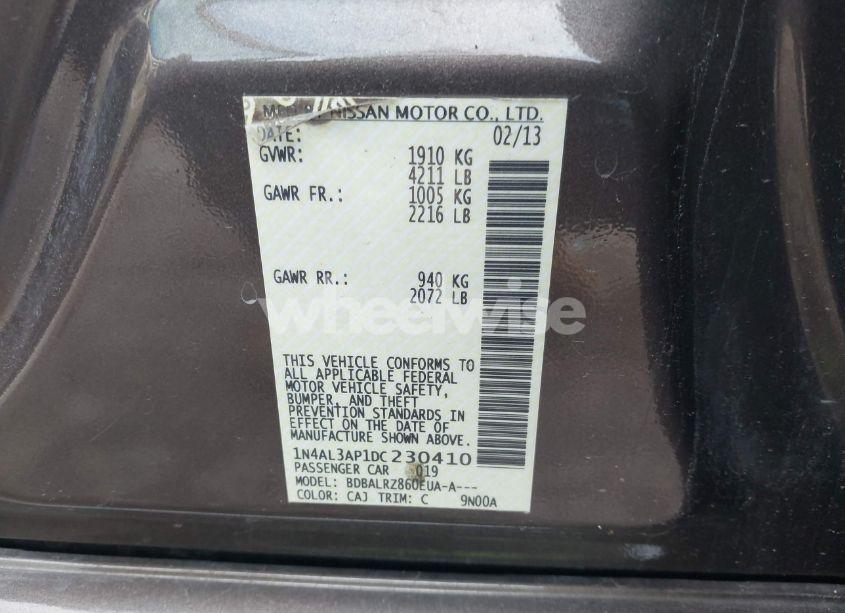 NISSAN MOTOR CO., LTD.
DATE: 02/13
GVWR: 1910 KG
4211 LB
GAWR FR.: 1005 KG
2216 LB
GAWR RR.: 940 KG
2072 LB
wheelwise
THIS VEHICLE CONFORMS TO
ALL APPLICABLE FEDERAL
MOTOR VEHICLE SAFETY,
BUMPER, AND THEFT
PREVENTION STANDARDS IN
EFFECT ON THE DATE OF
MANUFACTURE SHOWN ABOVE.
1N4AL3AP1DC230410
PASSENGER CAR 019
MODEL: BDBALRZ860EUA-A---
COLOR: CAJ TRIM: C 9N00A